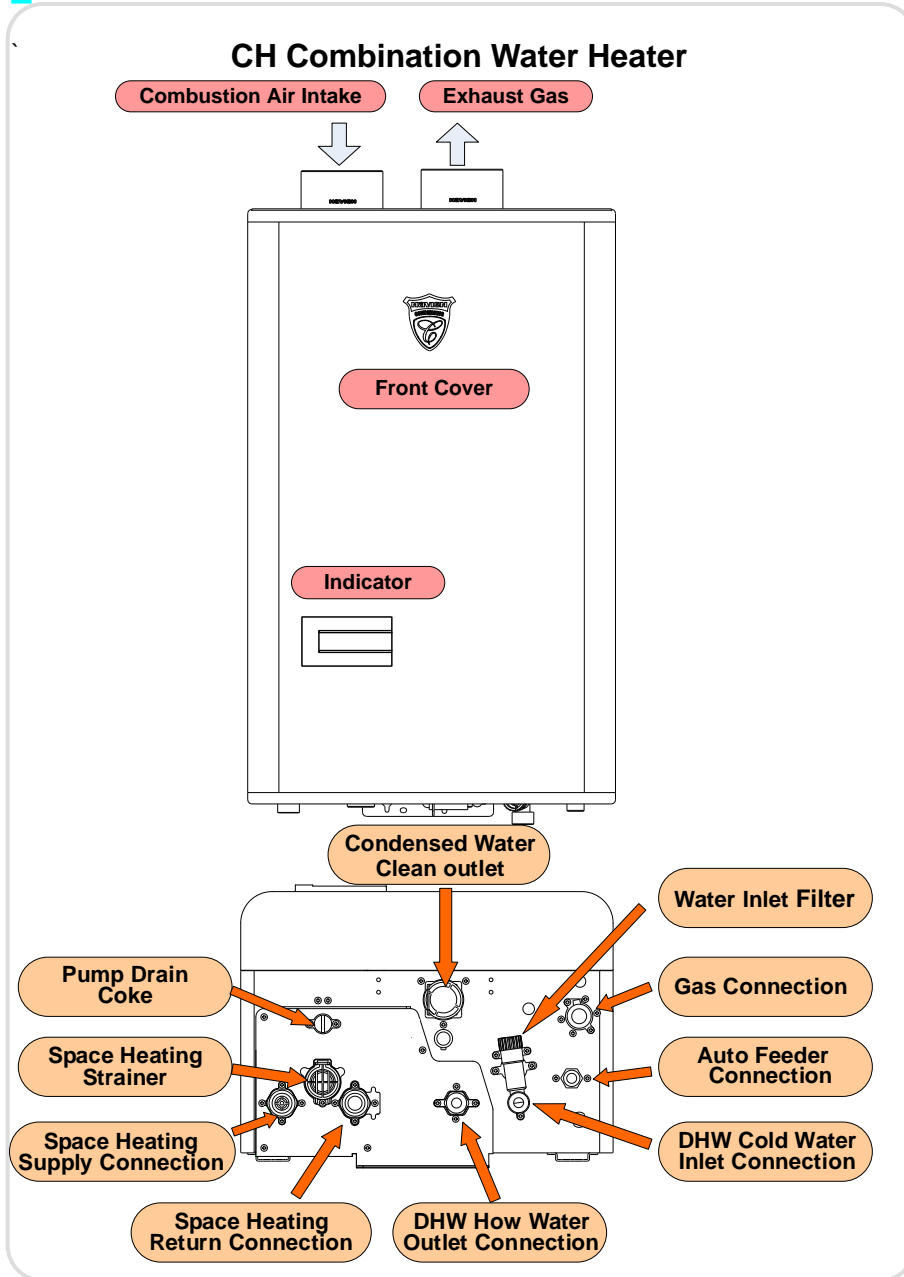 `
CH Combination Water Heater
Combustion Air Intake
Exhaust Gas
Front Cover
Indicator
Condensed Water
Clean outlet
Water Inlet Filter
Pump Drain
Coke
Gas Connection
Space Heating
Strainer
Auto Feeder
Connection
Space Heating
Supply Connection
DHW Cold Water
Inlet Connection
Space Heating
Return Connection
DHW How Water
Outlet Connection